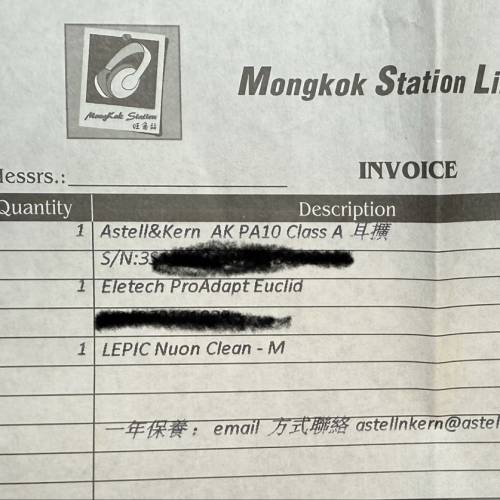 MongKok Station
旺角站
Mongkok Station Li
Messrs.:
INVOICE
Quantity Description
1 Astell&Kern AK PA10 Class A 耳擴
S/N:3S
1 Eletech ProAdapt Euclid
1 LEPIC Nuon Clean - M
一年保養： email 方式聯絡 astellnkern@astel